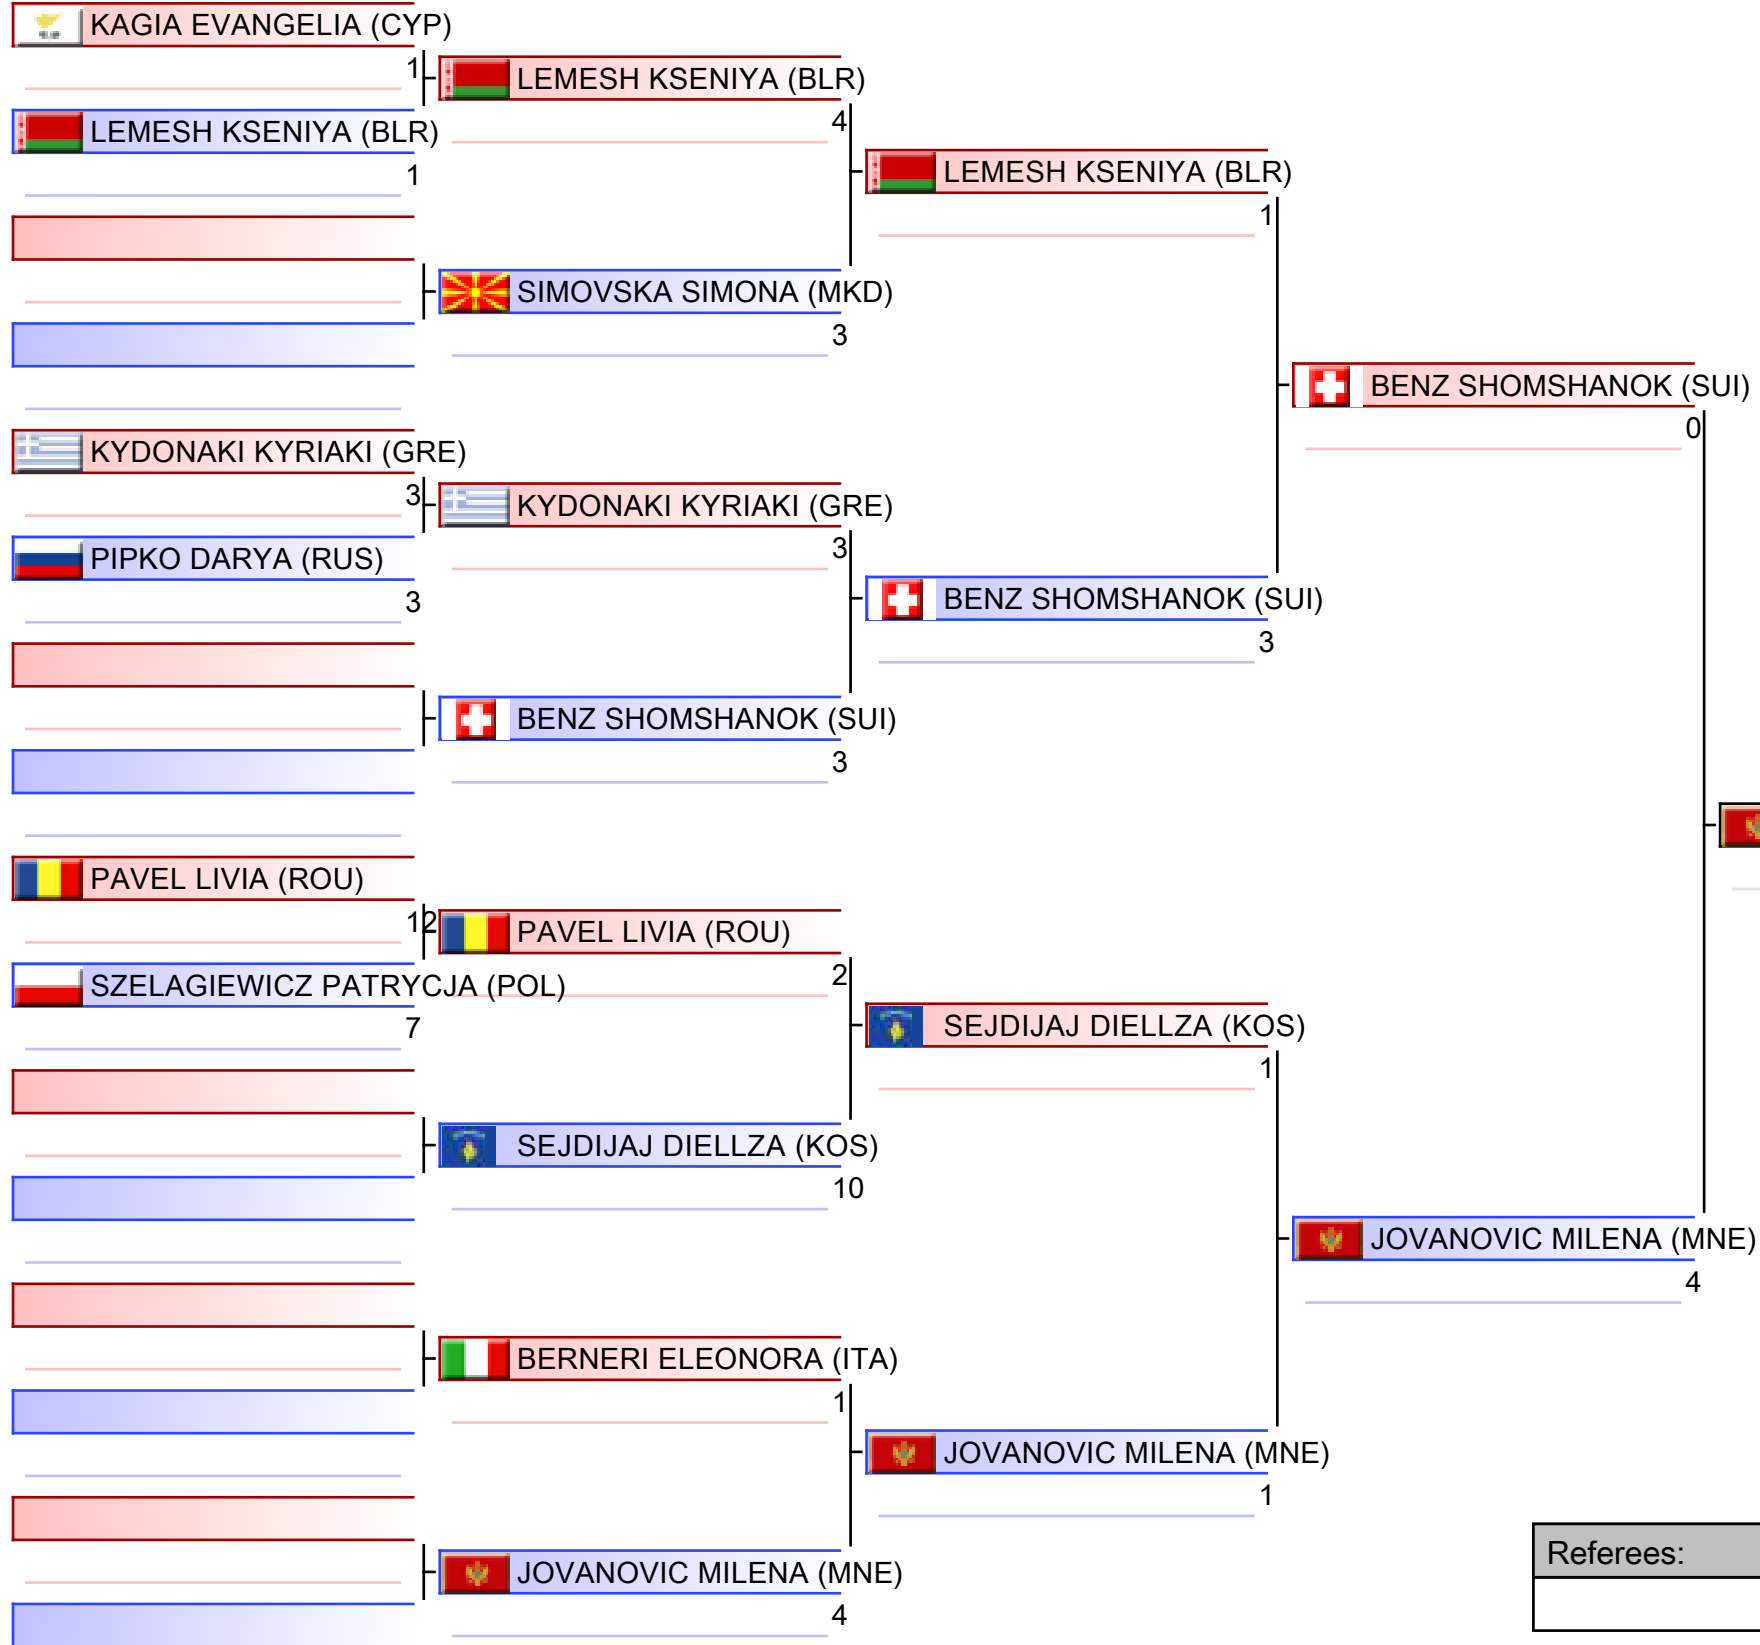 KAGIA EVANGELIA (CYP)
1
LEMESH KSENIYA (BLR)
1
KYDONAKI KYRIAKI (GRE)
3
PIPKO DARYA (RUS)
3
PAVEL LIVIA (ROU)
12
SZELAGIEWICZ PATRYCJA (POL)
7
LEMESH KSENIYA (BLR)
4
SIMOVSKA SIMONA (MKD)
3
KYDONAKI KYRIAKI (GRE)
3
BENZ SHOMSHANOK (SUI)
3
PAVEL LIVIA (ROU)
2
SEJDIJAJ DIELLZA (KOS)
10
BERNERI ELEONORA (ITA)
1
JOVANOVIC MILENA (MNE)
4
LEMESH KSENIYA (BLR)
1
BENZ SHOMSHANOK (SUI)
3
SEJDIJAJ DIELLZA (KOS)
1
JOVANOVIC MILENA (MNE)
1
BENZ SHOMSHANOK (SUI)
0
JOVANOVIC MILENA (MNE)
4
Referees: